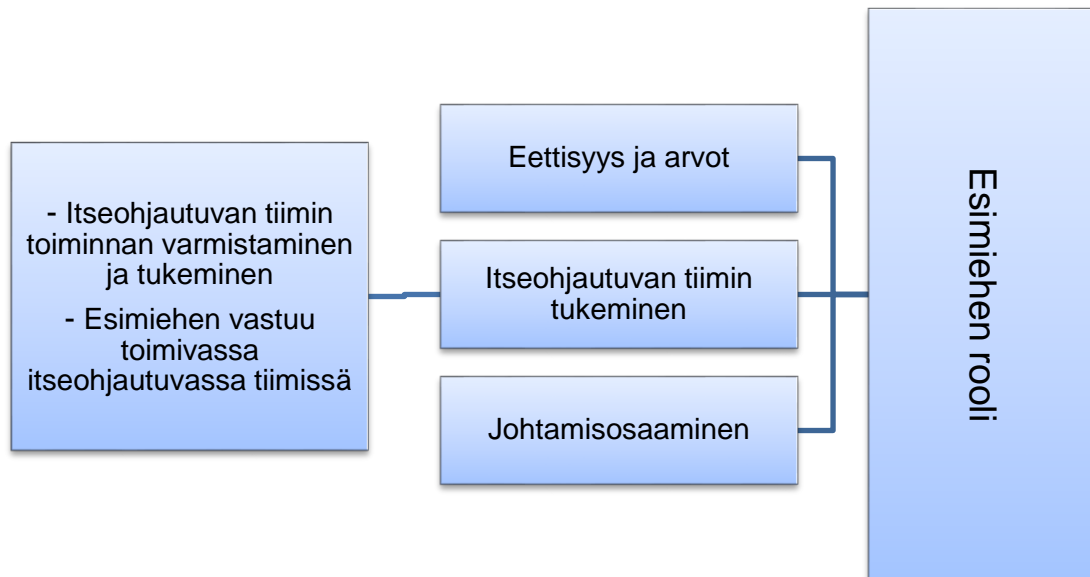 - Itseohjautuvan tiimin
toiminnan varmistaminen
ja tukeminen
- Esimiehen vastuu
toimivassa
itseohjautuvassa tiimissä
Eettisyys ja arvot
Itseohjautuvan tiimin
tukeminen
Johtamisosaaminen
Esimiehen rooli